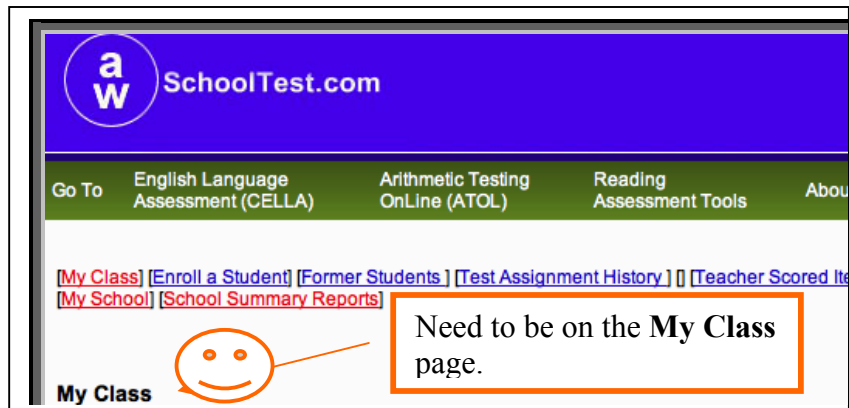 a
w
SchoolTest.com
Go To
English Language
Assessment (CELLA)
Arithmetic Testing
OnLine (ATOL)
Reading
Assessment Tools
Abou
[My Class] [Enroll a Student] [Former Students ] [Test Assignment History ] [] [Teacher Scored Ite
[My School] [School Summary Reports]
Need to be on the My Class
page.
My Class